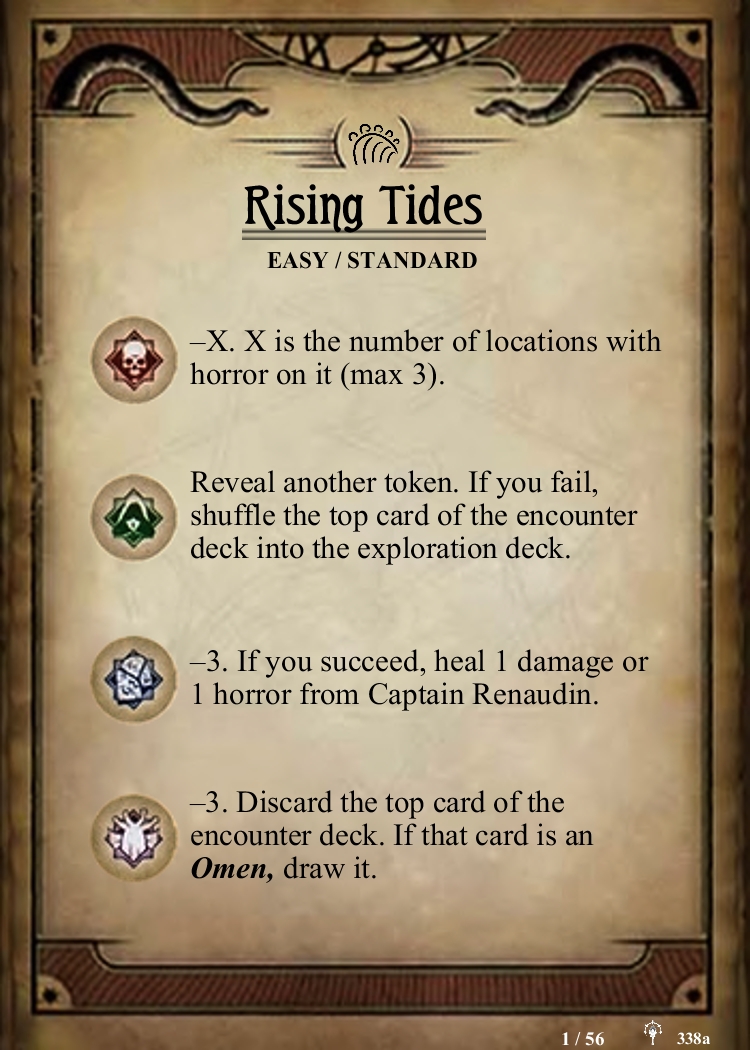 Rising Tides
EASY / STANDARD
–X. X is the number of locations with
horror on it (max 3).
Reveal another token. If you fail,
shuffle the top card of the encounter
deck into the exploration deck.
–3. If you succeed, heal 1 damage or
1 horror from Captain Renaudin.
–3. Discard the top card of the
encounter deck. If that card is an
Omen, draw it.
1 / 56 338a